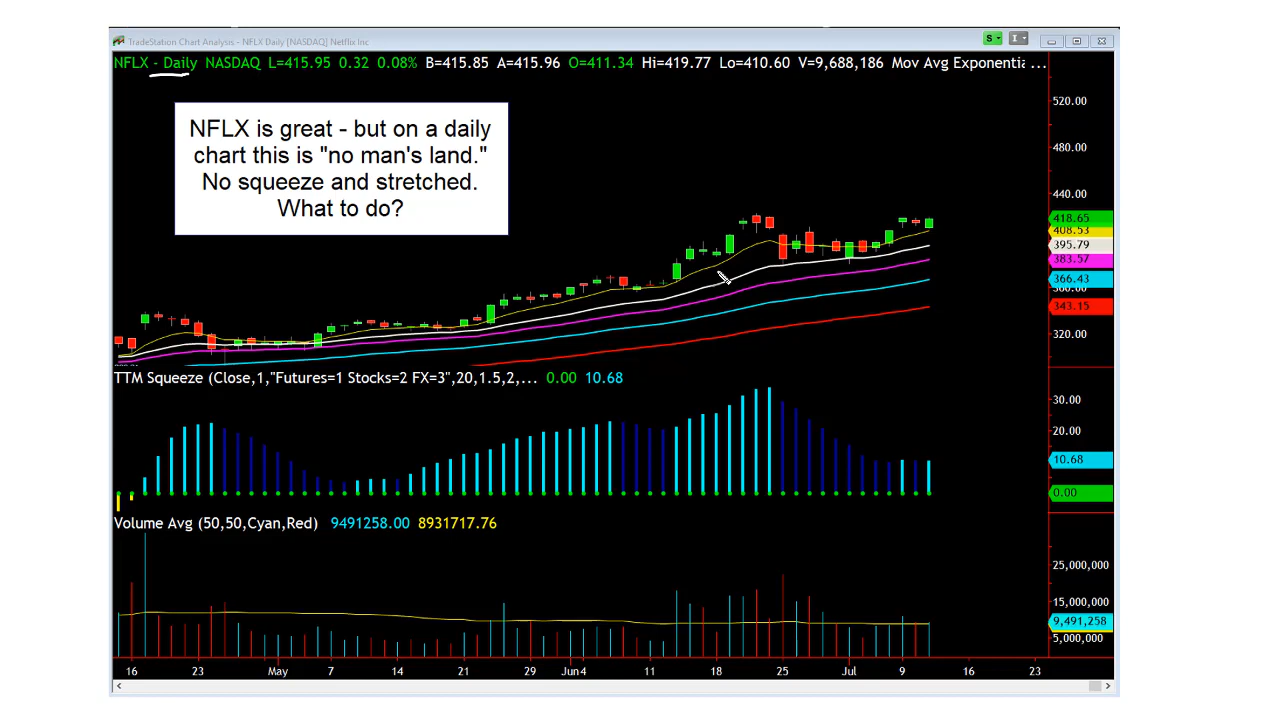 TradeStation Chart Analysis - NFLX Daily [NASDAQ] Netflix Inc
S
I
NFLX - Daily NASDAQ L=415.95 0.32 0.08% B=415.85 A=415.96 O=411.34 Hi=419.77 Lo=410.60 V=9,688,186 Mov Avg Exponentia ...
NFLX is great - but on a daily
chart this is "no man's land."
No squeeze and stretched.
What to do?
520.00
480.00
440.00
418.65
408.53
395.79
383.57
366.43
343.15
320.00
TTM Squeeze (Close,1,"Futures=1 Stocks=2 FX=3",20,1.5,2,... 0.00 10.68
30.00
20.00
10.68
0.00
Volume Avg (50,50,Cyan,Red) 9491258.00 8931717.76
25,000,000
15,000,000
9,491,258
5,000,000
16 23 May 7 14 21 29 Jun4 11 18 25 Jul 9 16 23